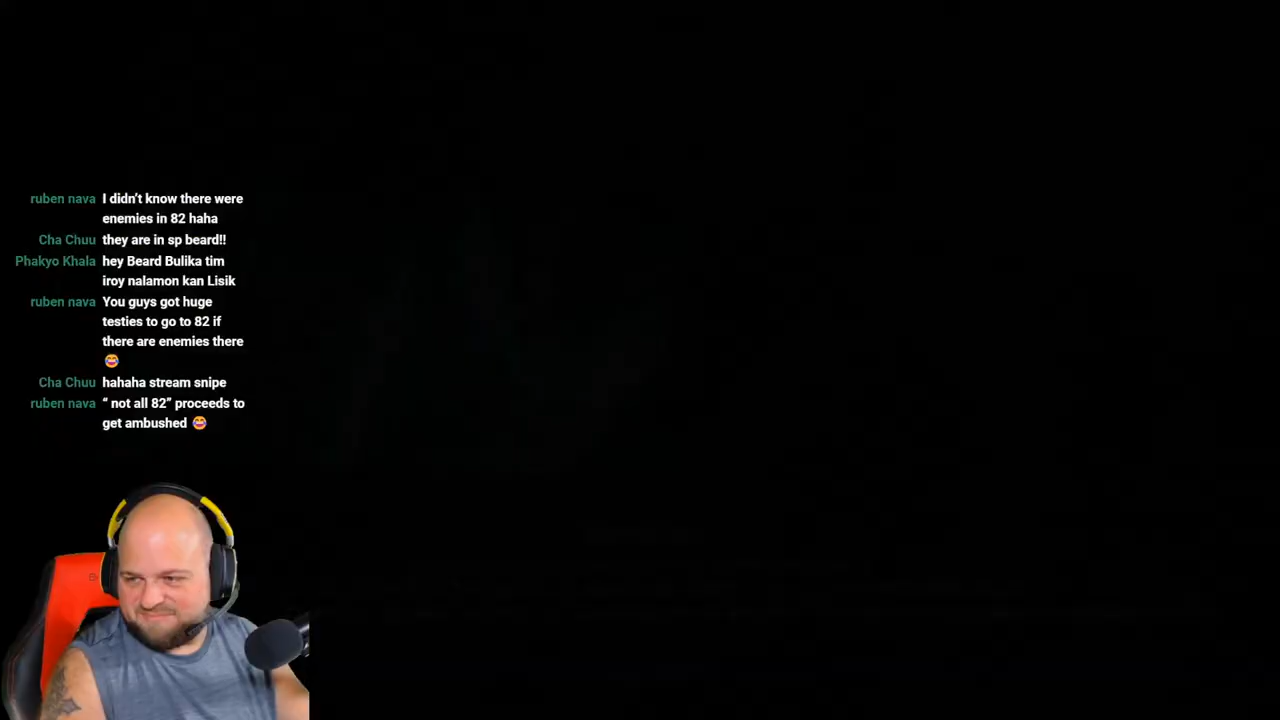 ruben nava I didn't know there were
enemies in 82 haha
Cha Chuu they are in sp beard!!
Phakyo Khala hey Beard Bulika tim
iroy nalamon kan Lisik
ruben nava You guys got huge
testies to go to 82 if
there are enemies there
😂
Cha Chuu hahaha stream snipe
ruben nava “ not all 82” proceeds to
get ambushed 😂